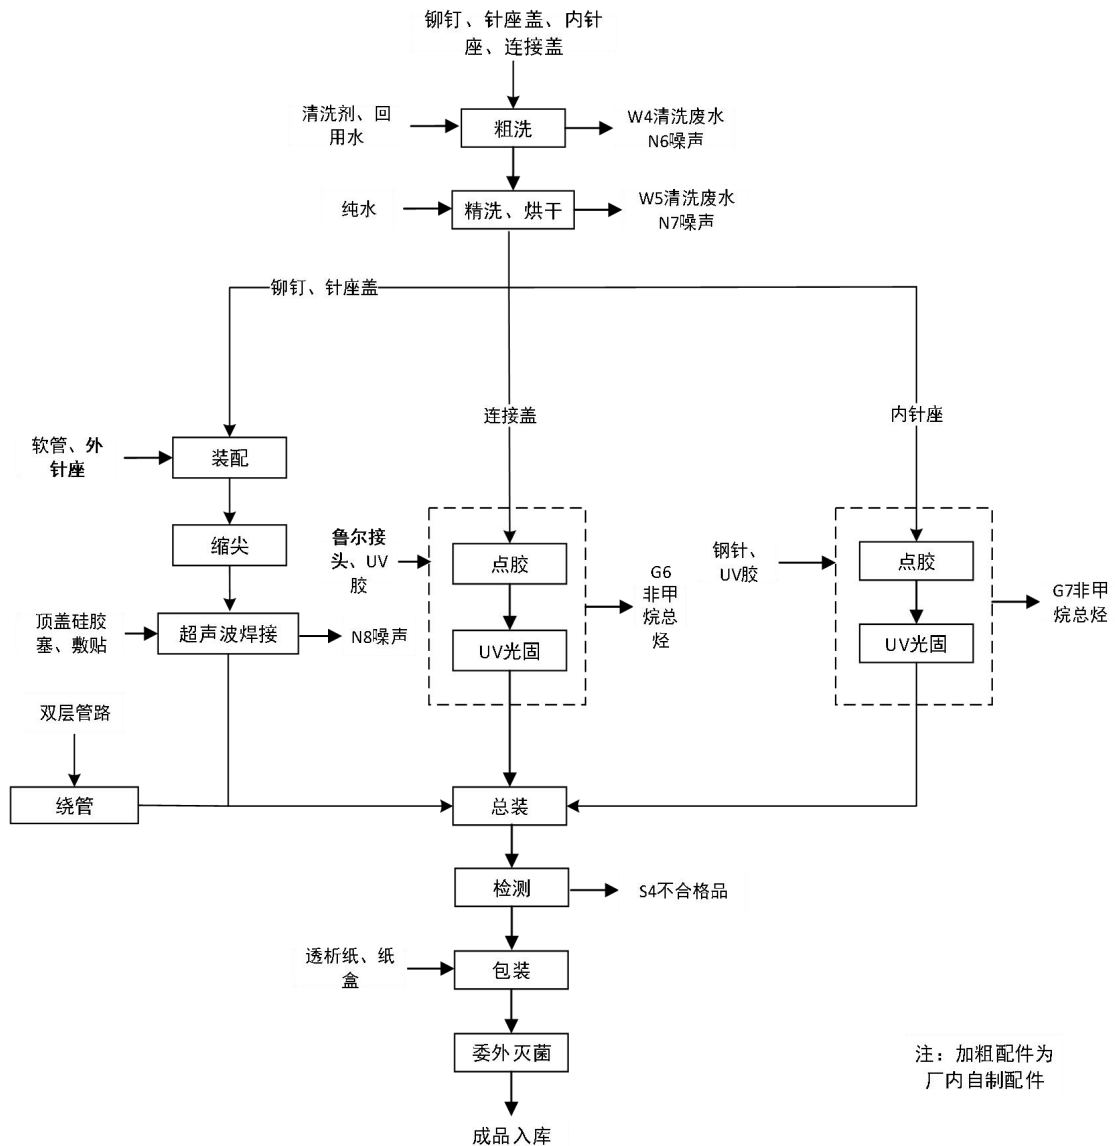 铆钉、针座盖、内针
座、连接盖
清洗剂、回
用水
粗洗
W4清洗废水
N6噪声
纯水
精洗、烘干
W5清洗废水
N7噪声
铆钉、针座盖
连接盖
内针座
软管、外
针座
装配
缩尖
鲁尔接
头、UV
胶
点胶
G6
非甲
烷总
烃
钢针、
UV胶
点胶
G7非甲
烷总烃
顶盖硅胶
塞、敷贴
超声波焊接
N8噪声
UV光固
UV光固
双层管路
绕管
总装
检测
S4不合格品
透析纸、纸
盒
包装
委外灭菌
注：加粗配件为
厂内自制配件
成品入库